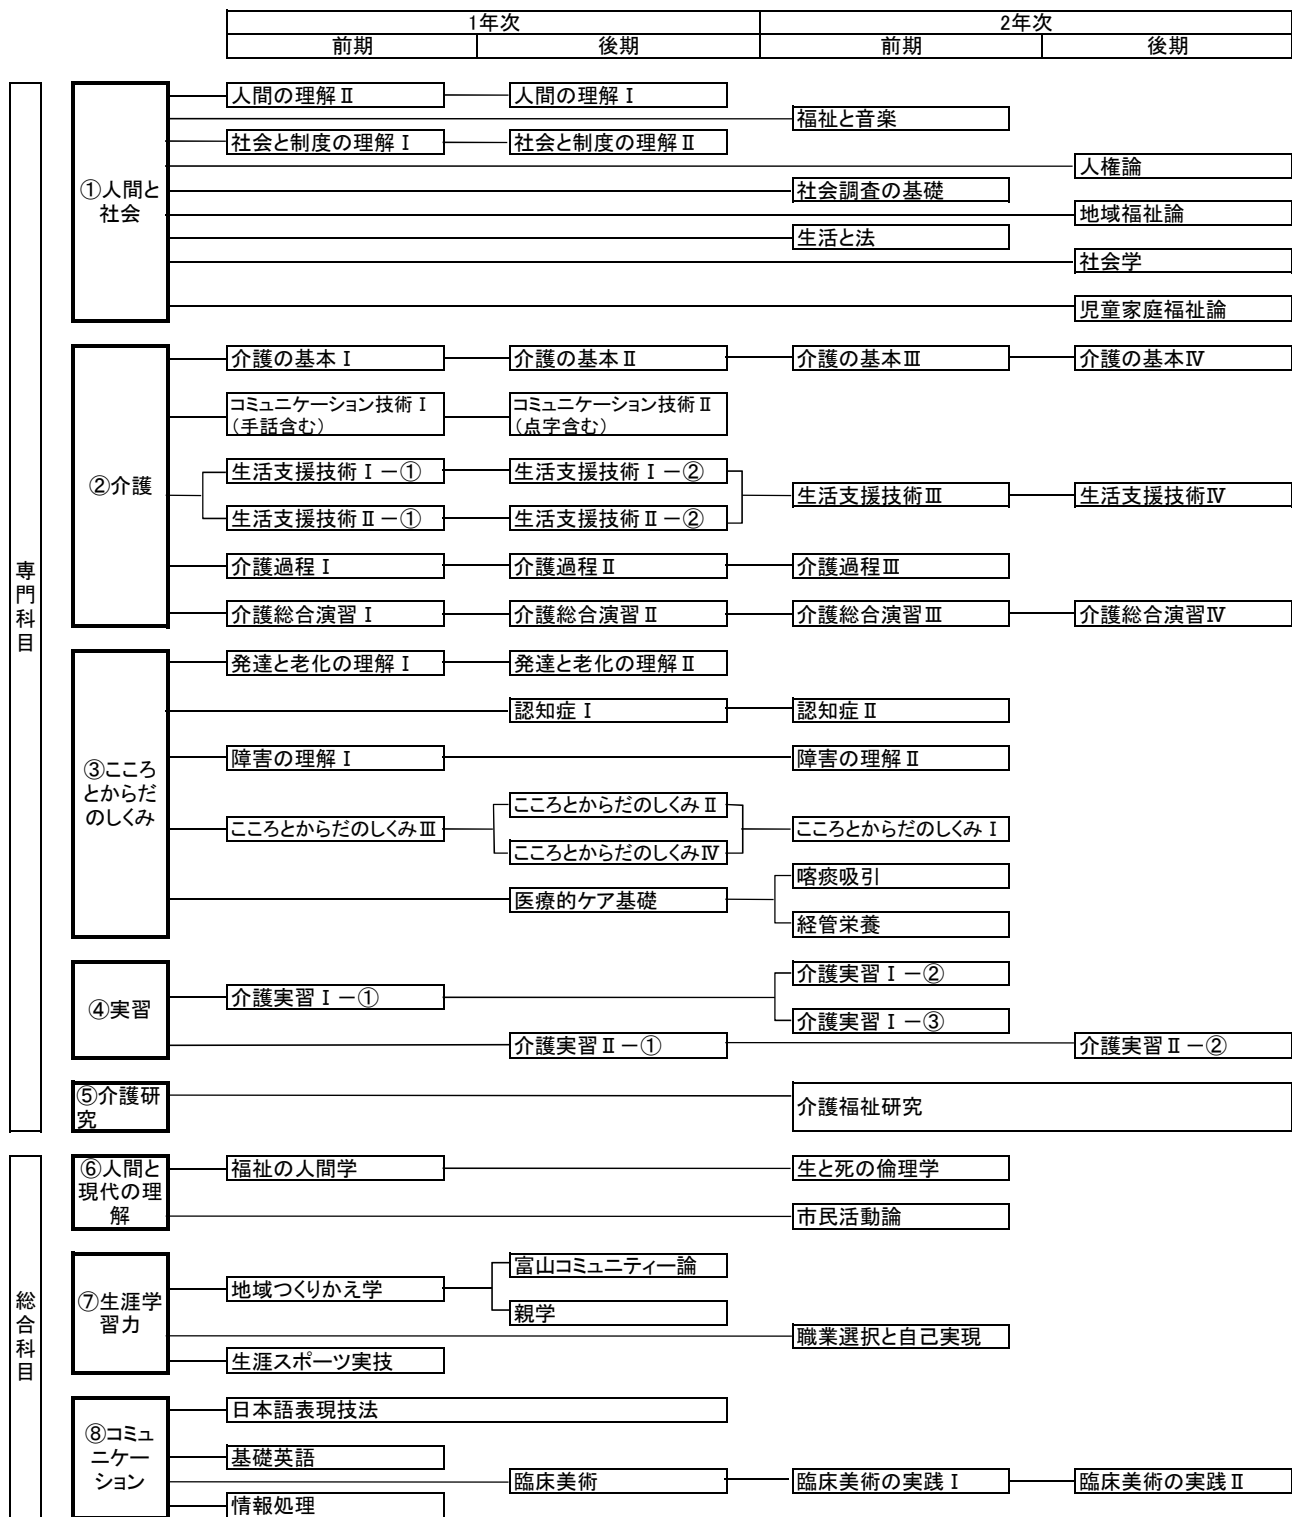 1年次
2年次
前期
後期
前期
後期
専門科目
①人間と
社会
人間の理解Ⅱ
人間の理解Ⅰ
福祉と音楽
社会と制度の理解Ⅰ
社会と制度の理解Ⅱ
人権論
社会調査の基礎
地域福祉論
生活と法
社会学
児童家庭福祉論
②介護
介護の基本Ⅰ
介護の基本Ⅱ
介護の基本Ⅲ
介護の基本Ⅳ
コミュニケーション技術Ⅰ
(手話含む)
コミュニケーション技術Ⅱ
(点字含む)
生活支援技術Ⅰ－①
生活支援技術Ⅰ－②
生活支援技術Ⅱ－①
生活支援技術Ⅱ－②
生活支援技術Ⅲ
生活支援技術Ⅳ
介護過程Ⅰ
介護過程Ⅱ
介護過程Ⅲ
介護総合演習Ⅰ
介護総合演習Ⅱ
介護総合演習Ⅲ
介護総合演習Ⅳ
③こころ
とからだ
のしくみ
発達と老化の理解Ⅰ
発達と老化の理解Ⅱ
認知症Ⅰ
認知症Ⅱ
障害の理解Ⅰ
障害の理解Ⅱ
こころとからだのしくみⅢ
こころとからだのしくみⅡ
こころとからだのしくみⅣ
こころとからだのしくみⅠ
医療的ケア基礎
喀痰吸引
経管栄養
④実習
介護実習Ⅰ－①
介護実習Ⅰ－②
介護実習Ⅰ－③
介護実習Ⅱ－①
介護実習Ⅱ－②
⑤介護研
究
介護福祉研究
総合科目
⑥人間と
現代の理
解
福祉の人間学
生と死の倫理学
市民活動論
⑦生涯学
習力
地域つくりかえ学
富山コミュニティー論
親学
職業選択と自己実現
生涯スポーツ実技
⑧コミュ
ニケー
ション
日本語表現技法
基礎英語
臨床美術
臨床美術の実践Ⅰ
臨床美術の実践Ⅱ
情報処理